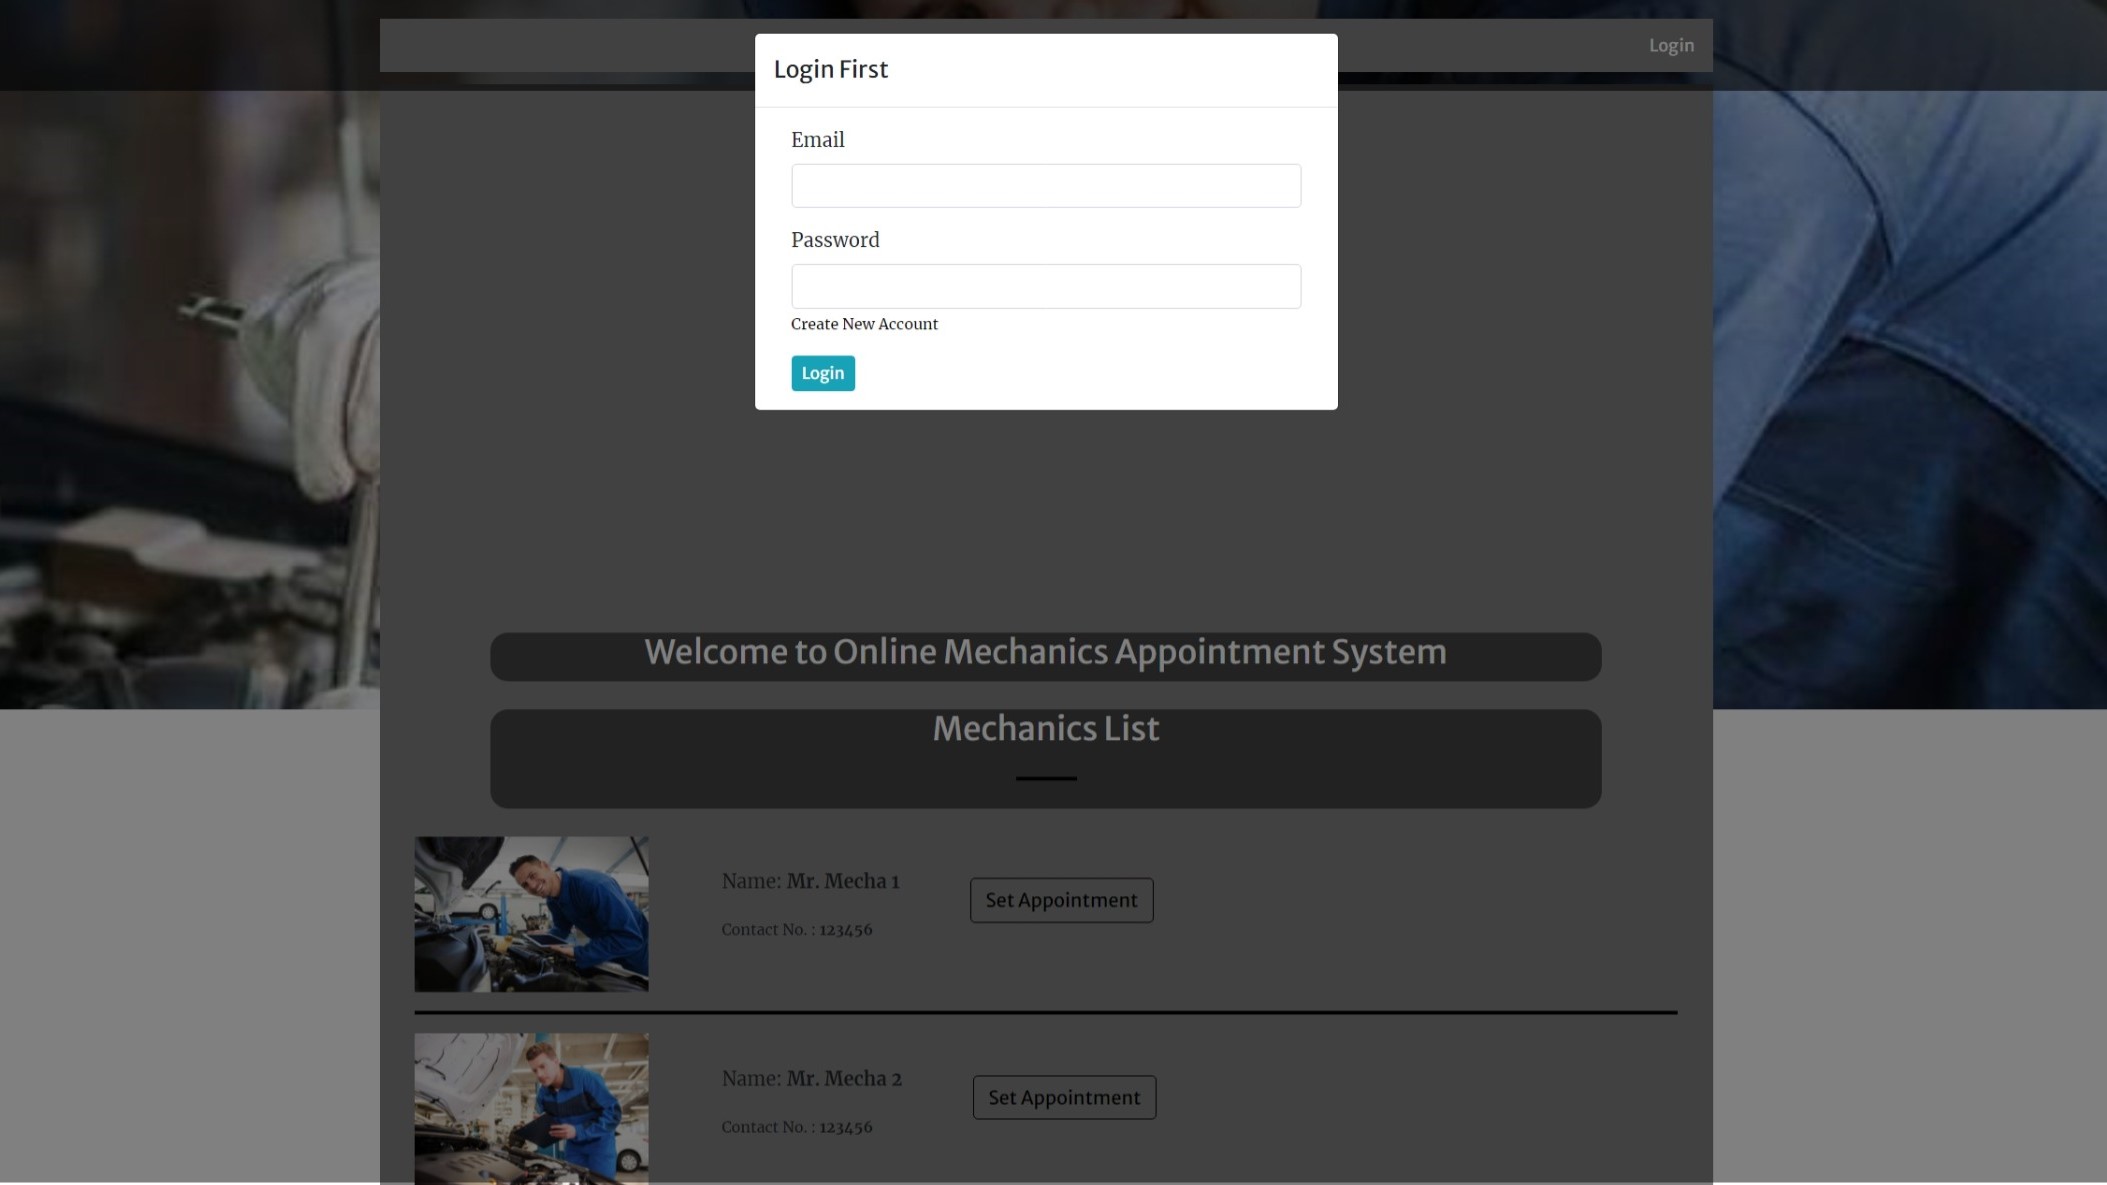 Login
Login First
Email
Password
Create New Account
Login
Welcome to Online Mechanics Appointment System
Mechanics List
Name: Mr. Mecha 1
Set Appointment
Contact No. : 123456
Name: Mr. Mecha 2
Set Appointment
Contact No. : 123456